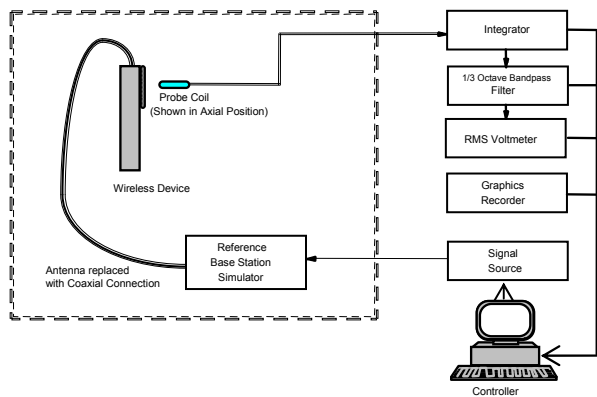 Integrator
1/3 Octave Bandpass
Filter
RMS Voltmeter
Graphics
Recorder
Signal
Source
Controller
Probe Coil
(Shown in Axial Position)
Wireless Device
Antenna replaced
with Coaxial Connection
Reference
Base Station
Simulator